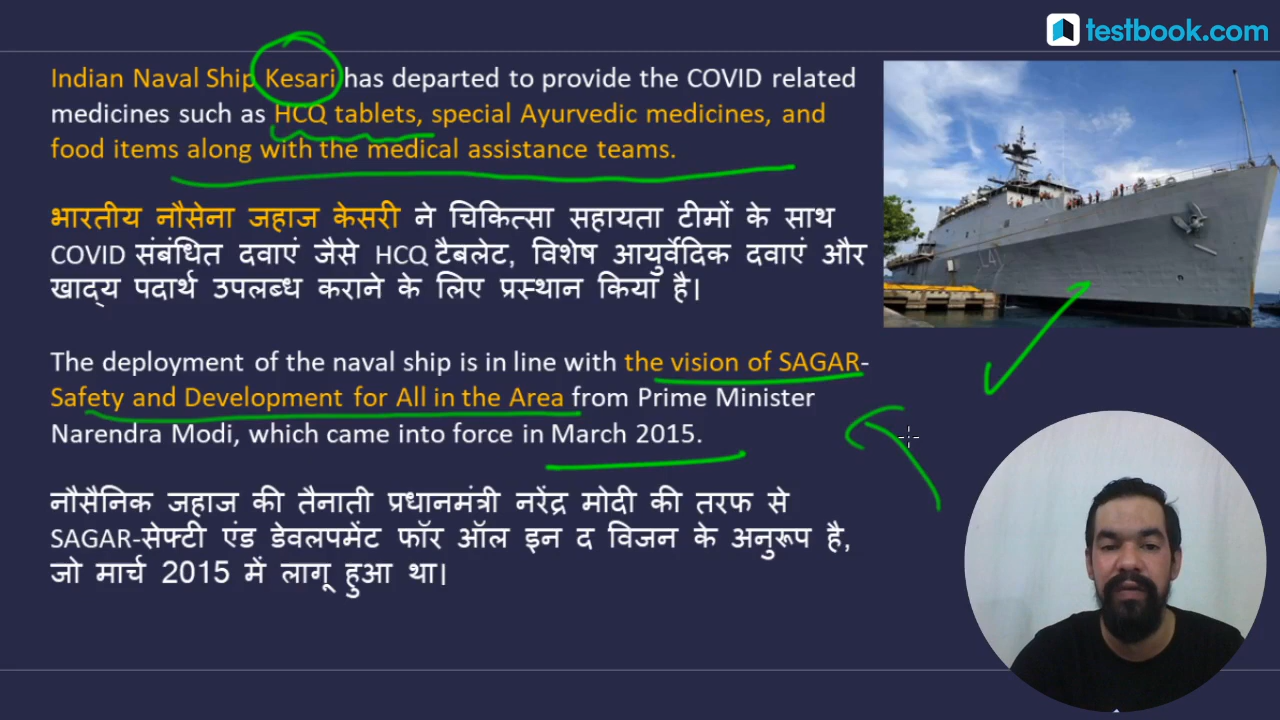 testbook.com
Indian Naval Ship Kesari has departed to provide the COVID related
medicines such as HCQ tablets, special Ayurvedic medicines, and
food items along with the medical assistance teams.
भारतीय नौसेना जहाज केसरी ने चिकित्सा सहायता टीमों के साथ
COVID संबंधित दवाएं जैसे HCQ टैबलेट, विशेष आयुर्वेदिक दवाएं और
खाद्य पदार्थ उपलब्ध कराने के लिए प्रस्थान किया है।
The deployment of the naval ship is in line with the vision of SAGAR-
Safety and Development for All in the Area from Prime Minister
Narendra Modi, which came into force in March 2015.
नौसैनिक जहाज की तैनाती प्रधानमंत्री नरेंद्र मोदी की तरफ से
SAGAR-सेफ्टी एंड डेवलपमेंट फॉर ऑल इन द विजन के अनुरूप है,
जो मार्च 2015 में लागू हुआ था।